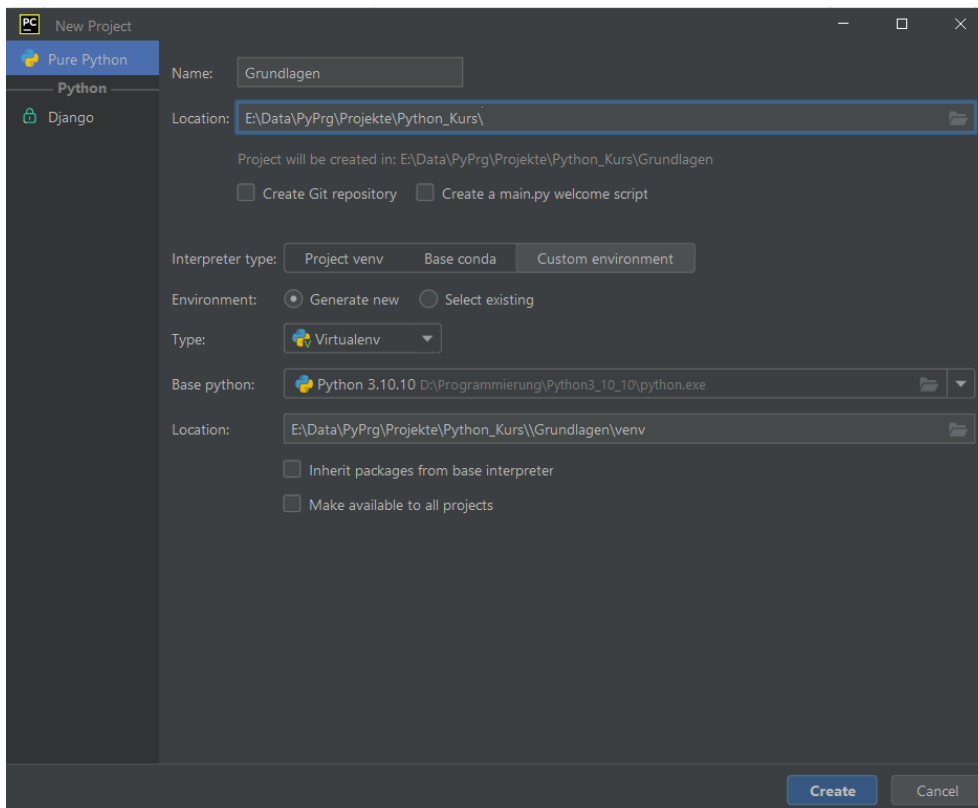 PC New Project
Pure Python
Python
Django
Name: Grundlagen
Location: E:\Data\PyPrg\Projekte\Python_Kurs\
Project will be created in: E:\Data\PyPrg\Projekte\Python_Kurs\Grundlagen
Create Git repository Create a main.py welcome script
Interpreter type: Project venv Base conda Custom environment
Environment: Generate new Select existing
Type: Virtualenv
Base python: Python 3.10.10 D:\Programmierung\Python3_10_10\python.exe
Location: E:\Data\PyPrg\Projekte\Python_Kurs\\Grundlagen\venv
Inherit packages from base interpreter
Make available to all projects
Create Cancel